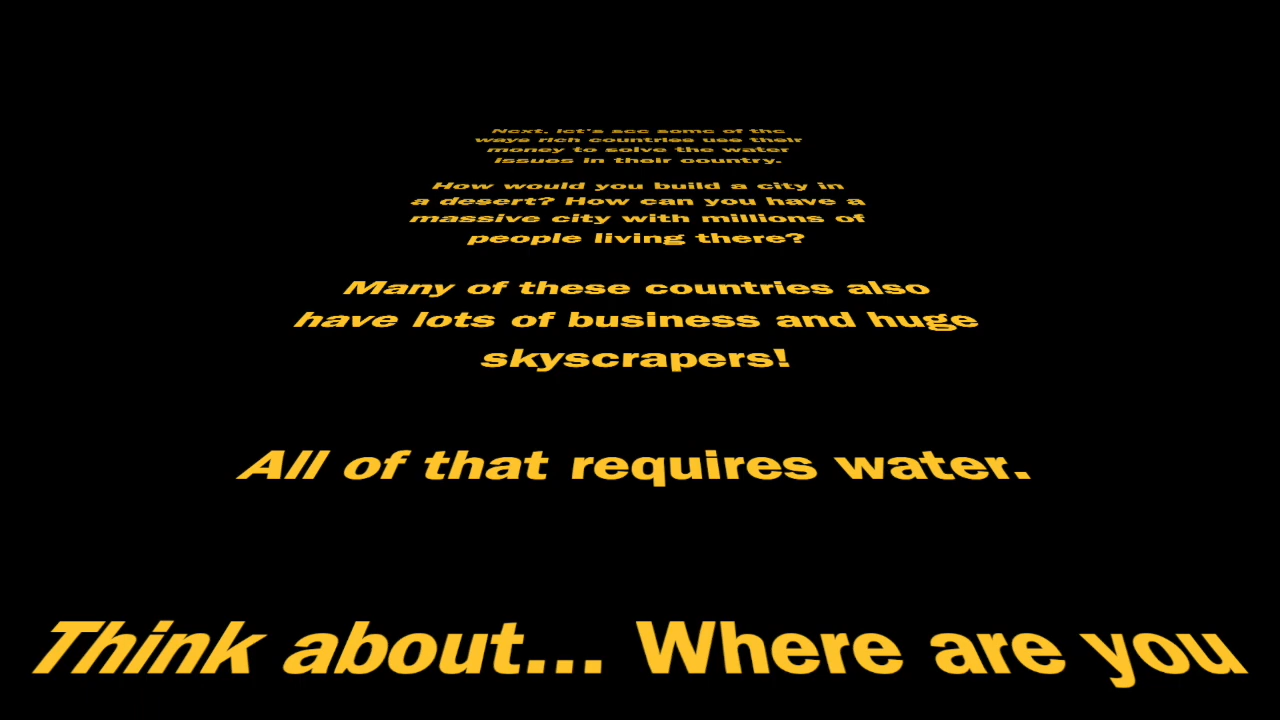 Next, let's see some of the
ways rich countries use their
money to solve the water
issues in their country.
How would you build a city in
a desert? How can you have a
massive city with millions of
people living there?
Many of these countries also
have lots of business and huge
skyscrapers!
All of that requires water.
Think about... Where are you